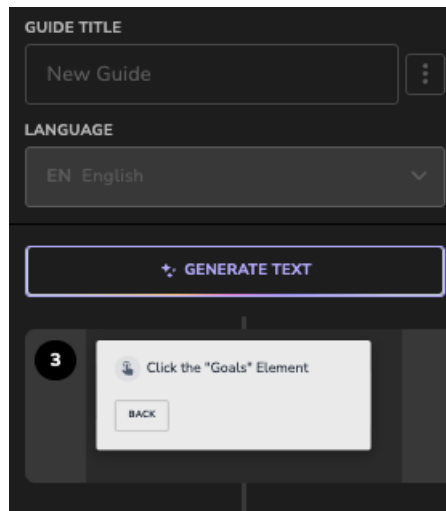 GUIDE TITLE
New Guide
LANGUAGE
EN English
GENERATE TEXT
3
Click the "Goals" Element
BACK